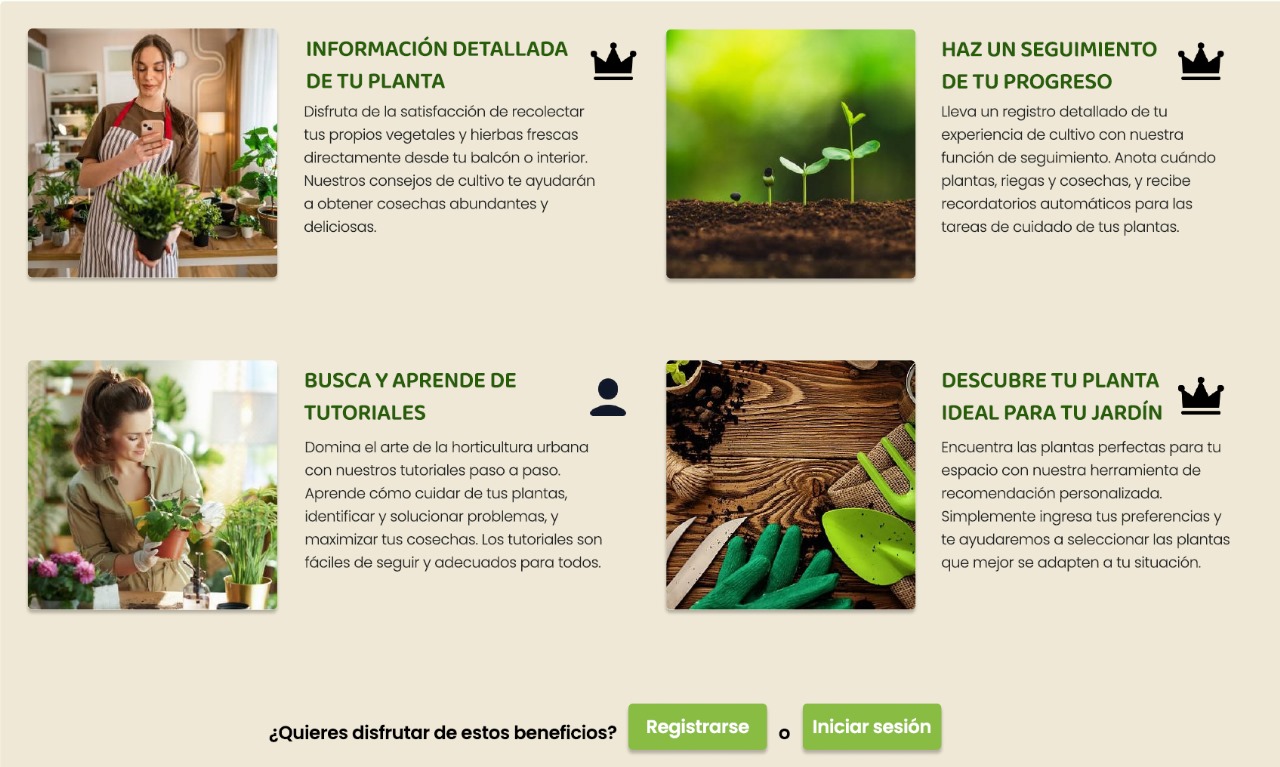 INFORMACIÓN DETALLADA
DE TU PLANTA
Disfruta de la satisfacción de recolectar
tus propios vegetales y hierbas frescas
directamente desde tu balcón o interior.
Nuestros consejos de cultivo te ayudarán
a obtener cosechas abundantes y
deliciosas.
HAZ UN SEGUIMIENTO
DE TU PROGRESO
Lleva un registro detallado de tu
experiencia de cultivo con nuestra
función de seguimiento. Anota cuándo
plantas, riegas y cosechas, y recibe
recordatorios automáticos para las
tareas de cuidado de tus plantas.
BUSCA Y APRENDE DE
TUTORIALES
Domina el arte de la horticultura urbana
con nuestros tutoriales paso a paso.
Aprende cómo cuidar de tus plantas,
identificar y solucionar problemas, y
maximizar tus cosechas. Los tutoriales son
fáciles de seguir y adecuados para todos.
DESCUBRE TU PLANTA
IDEAL PARA TU JARDÍN
Encuentra las plantas perfectas para tu
espacio con nuestra herramienta de
recomendación personalizada.
Simplemente ingresa tus preferencias y
te ayudaremos a seleccionar las plantas
que mejor se adapten a tu situación.
¿Quieres disfrutar de estos beneficios? Registrarse o Iniciar sesión